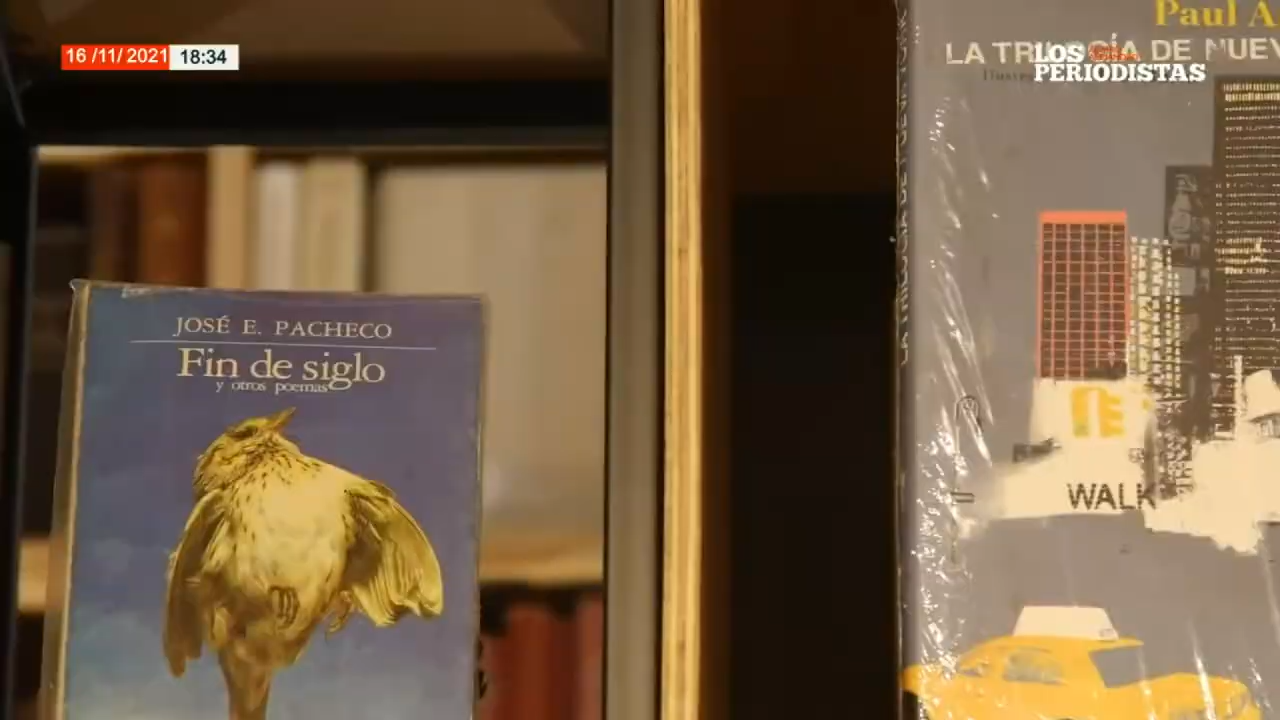 16 /11/ 2021 18:34
JOSÉ E. PACHECO
Fin de siglo
y otros poemas
Paul A
LA TRILOGÍA DE NUEV
LOS
PERIODISTAS
WALK